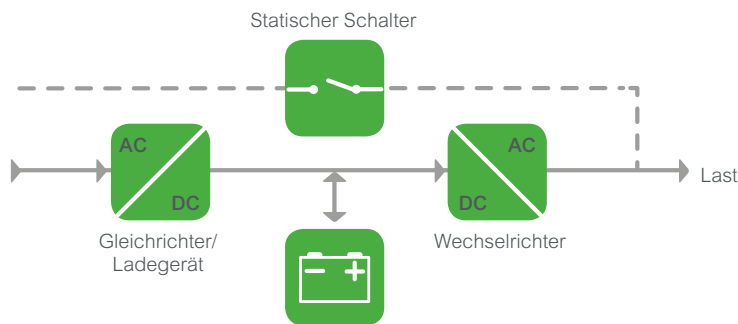 Statischer Schalter
AC
DC
AC
DC
Last
Gleichrichter/
Ladegerät
Wechselrichter